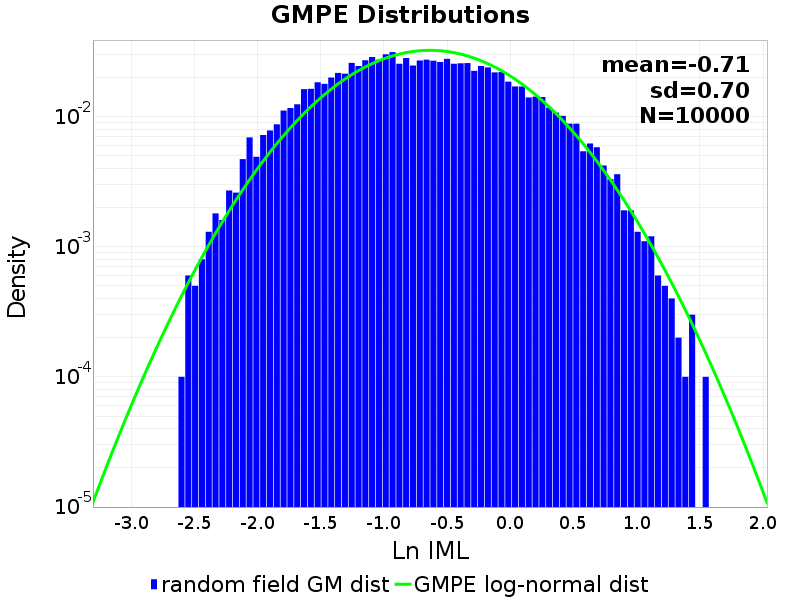 GMPE Distributions
mean=-0.71
sd=0.70
N=10000
10-2
10-3
10-4
10-5
Density
-3.0 -2.5 -2.0 -1.5 -1.0 -0.5 0.0 0.5 1.0 1.5 2.0
Ln IML
random field GM dist GMPE log-normal dist